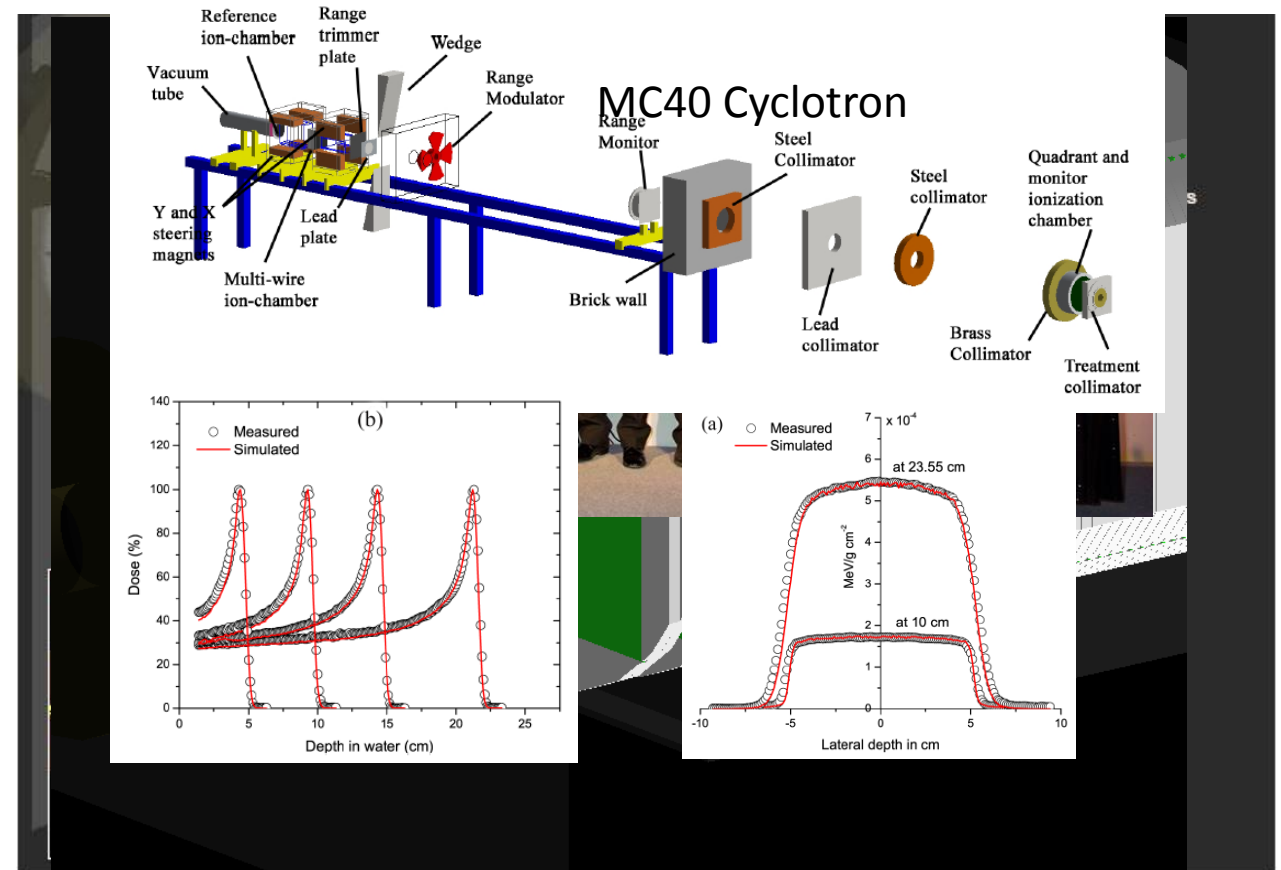 Reference
ion-chamber
Range
trimmer
plate
Wedge
Vacuum
tube
Range
Modulator
MC40 Cyclotron
Range
Monitor
Steel
Collimator
Quadrant and
monitor
ionization
chamber
Steel
collimator
s
Y and X
steering
magners
Lead
plate
Multi-wire
ion-chamber
Brick wall
Lead
collimator
Brass
Collimator
Treatment
collimator
(b)
Measured
Simulated
Dose (%)
140
120
100
80
60
40
20
0
0 5 10 15 20 25
Depth in water (cm)
(a)
Measured
Simulated
x 10⁻⁴
at 23.55 cm
at 10 cm
MeV/g cm⁻²
7
6
5
4
3
2
1
0
-10 -5 0 5 10
Lateral depth in cm